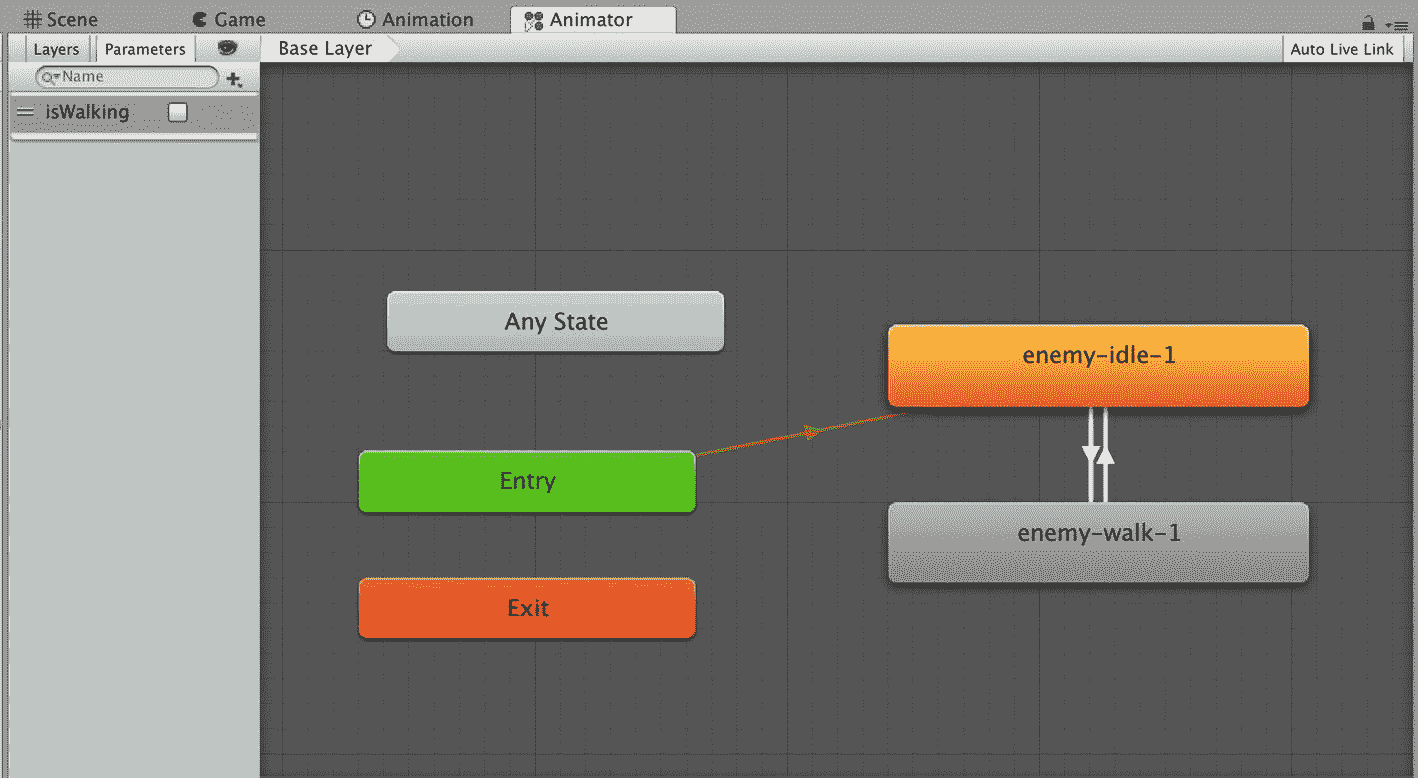 Scene Game Animation Animator
Layers Parameters Base Layer Auto Live Link
Name
isWalking
Any State
enemy-idle-1
Entry
enemy-walk-1
Exit